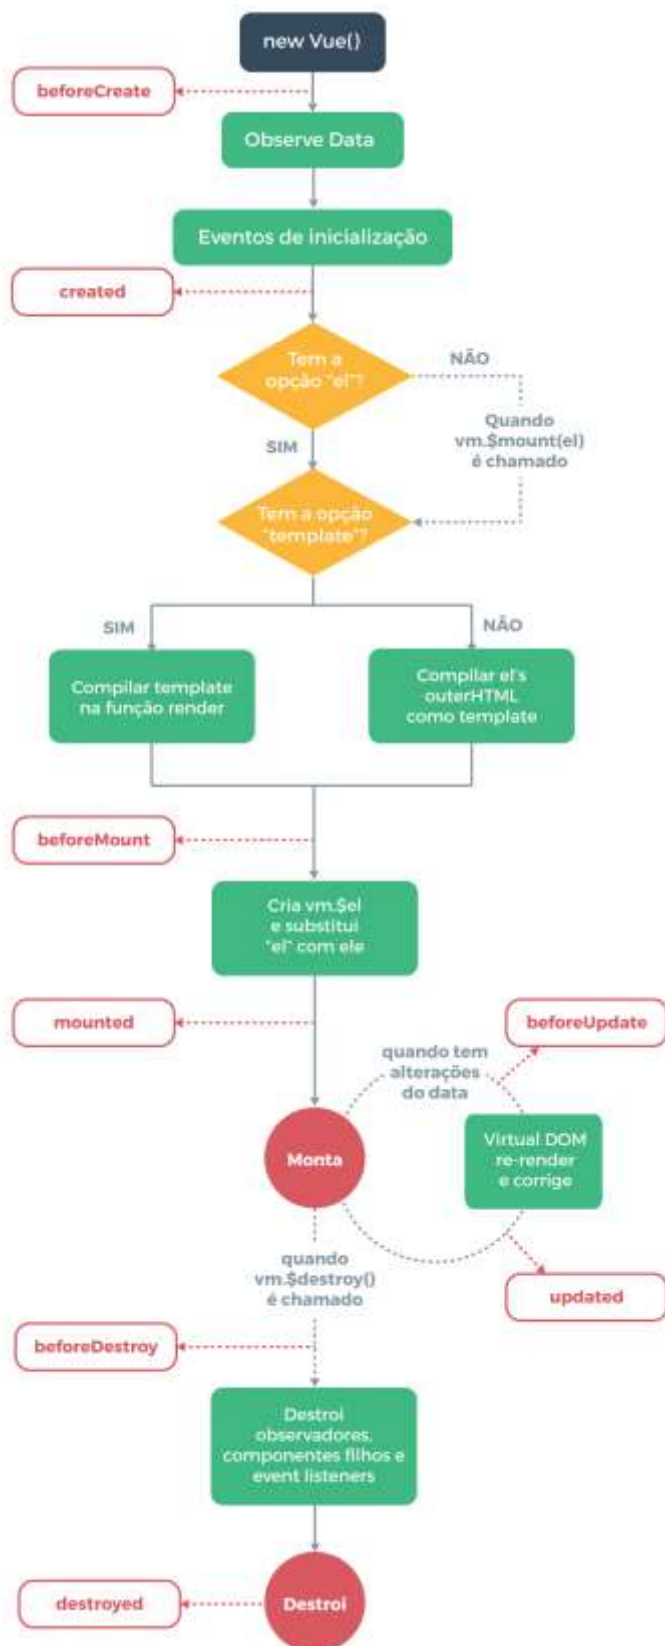 new Vue()
beforeCreate
Observe Data
Eventos de inicialização
created
Tem a
opção "el"?
NÃO
Quando
vm.$mount(el)
é chamado
SIM
Tem a opção
"template"?
SIM
NÃO
Compilar template
na função render
Compilar el's
outerHTML
como template
beforeMount
Cria vm.$el
e substitui
"el" com ele
mounted
beforeUpdate
quando tem
alterações
do data
Monta
Virtual DOM
re-render
e corrige
quando
vm.$destroy()
é chamado
updated
beforeDestroy
Destroi
observadores,
componentes filhos e
event listeners
destroyed
Destroi